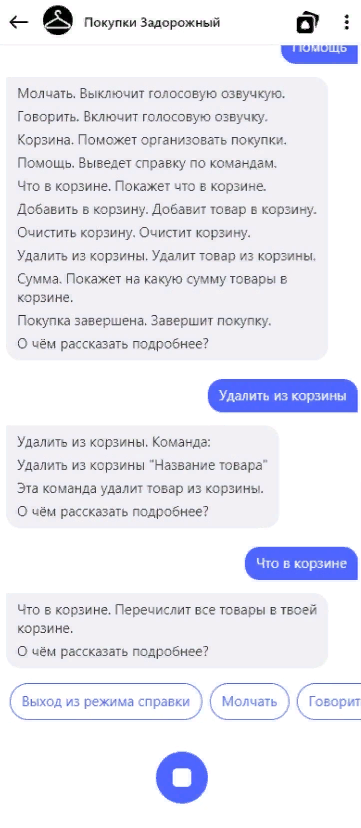 Покупки Задорожный
Помощь
Молчать. Выключит голосовую озвучкую.
Говорить. Включит голосовую озвучку.
Корзина. Поможет организовать покупки.
Помощь. Выведет справку по командам.
Что в корзине. Покажет что в корзине.
Добавить в корзину. Добавит товар в корзину.
Очистить корзину. Очистит корзину.
Удалить из корзины. Удалит товар из корзины.
Сумма. Покажет на какую сумму товары в
корзине.
Покупка завершена. Завершит покупку.
О чём рассказать подробнее?
Удалить из корзины
Удалить из корзины. Команда:
Удалить из корзины "Название товара"
Эта команда удалит товар из корзины.
О чём рассказать подробнее?
Что в корзине
Что в корзине. Перечислит все товары в твоей
корзине.
О чём рассказать подробнее?
Выход из режима справки Молчать Говорит